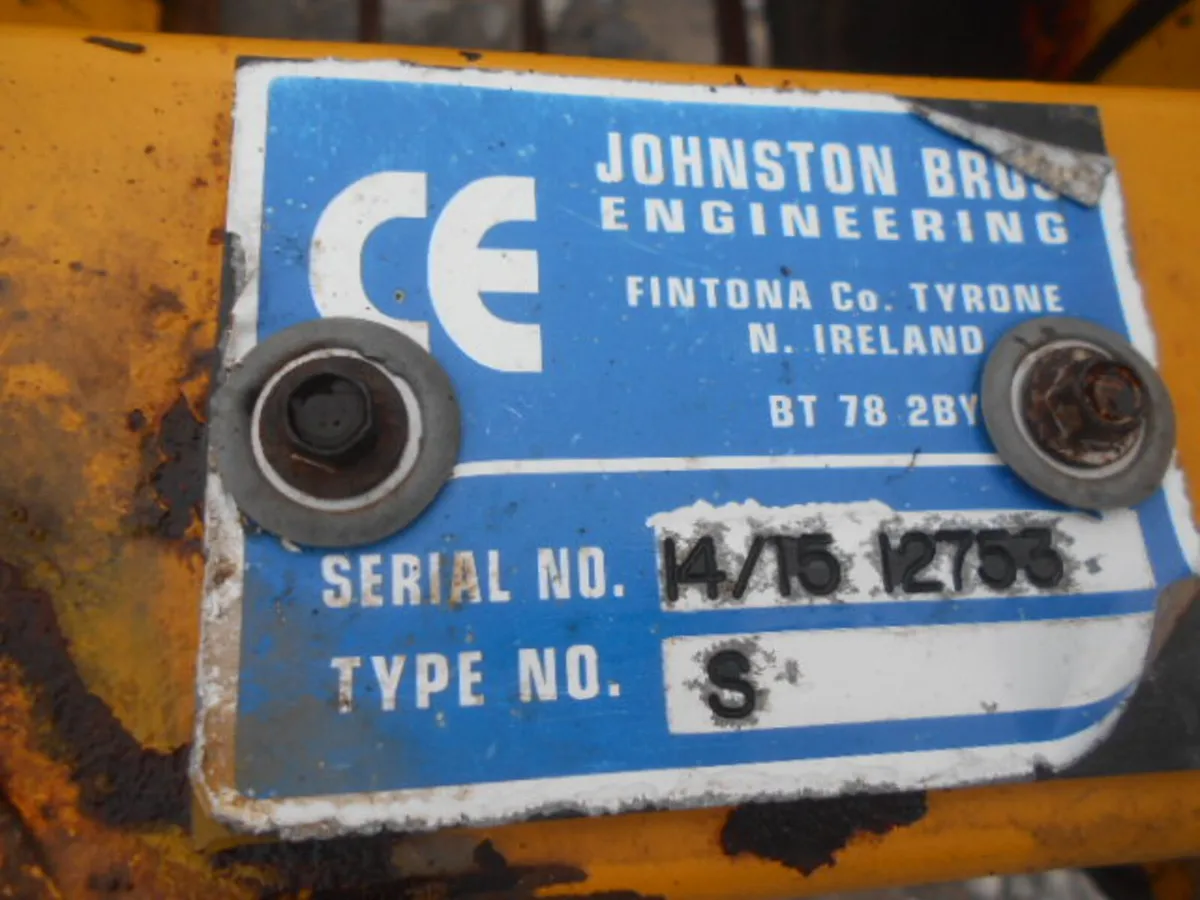 CE
JOHNSTON BROS
ENGINEERING
FINTONA Co. TYRONE
N. IRELAND
BT 78 2BY
SERIAL NO. 14/15 12753
TYPE NO. S